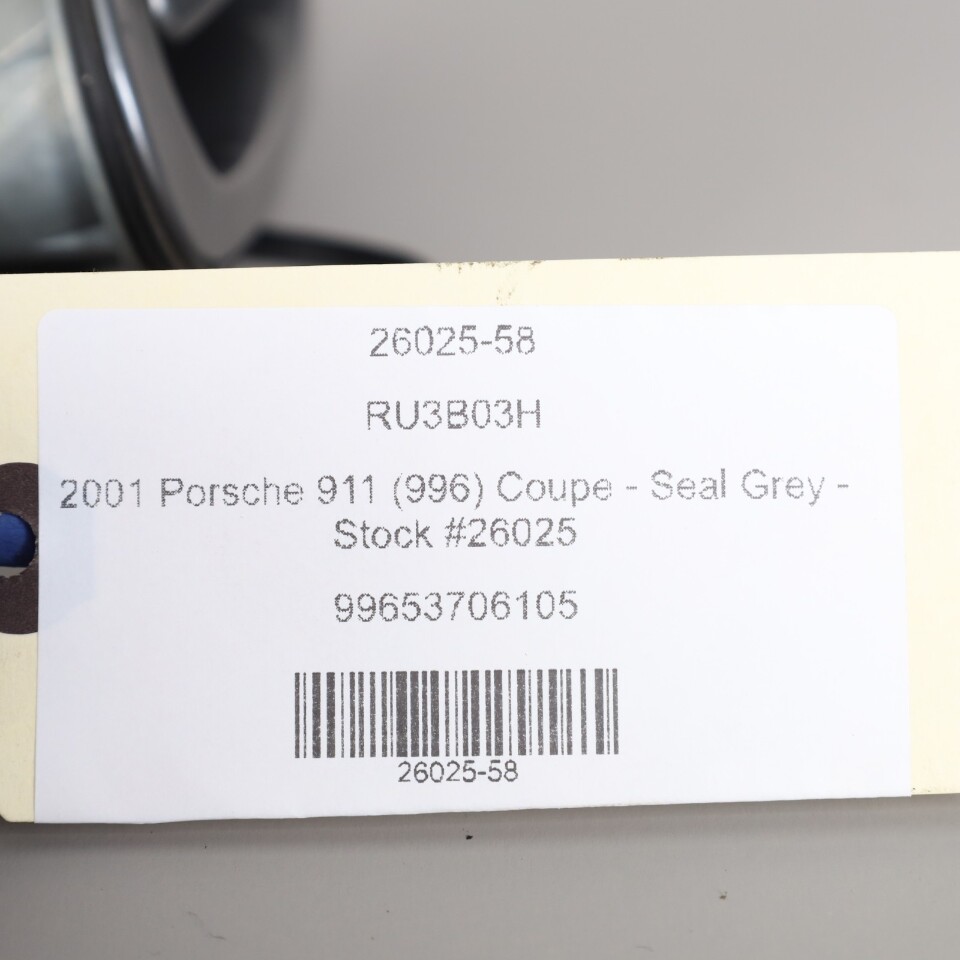 26025-58
RU3B03H
2001 Porsche 911 (996) Coupe - Seal Grey -
Stock #26025
99653706105
26025-58